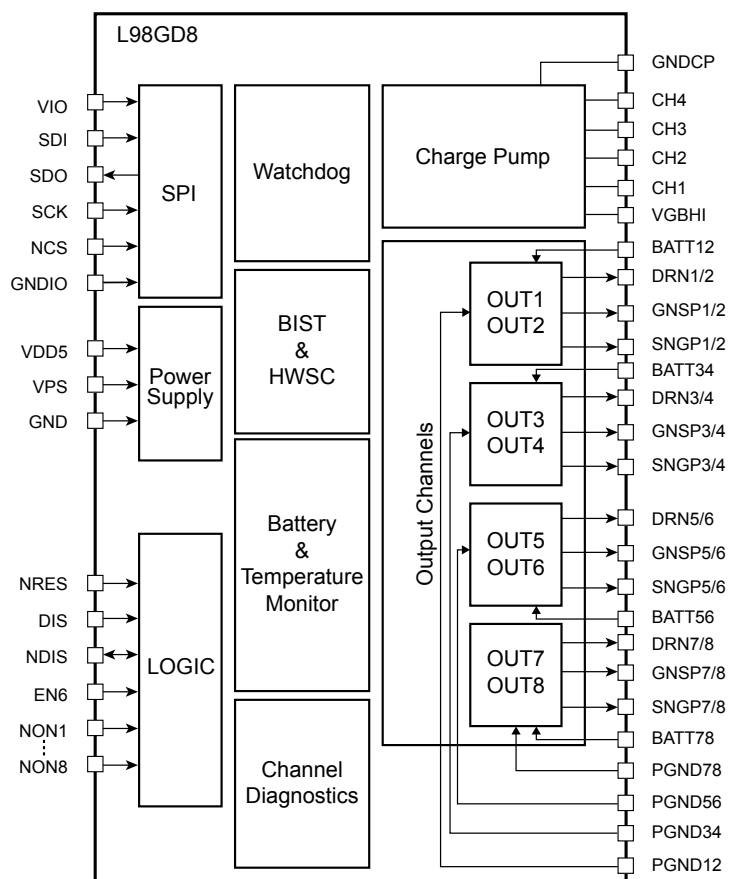 L98GD8
VIO
SDI
SDO
SCK
NCS
GNDIO
SPI
VDD5
VPS
GND
Power
Supply
NRES
DIS
NDIS
EN6
NON1
NON8
LOGIC
Watchdog
BIST
&
HWSC
Battery
&
Temperature
Monitor
Channel
Diagnostics
Charge Pump
Output Channels
OUT1
OUT2
OUT3
OUT4
OUT5
OUT6
OUT7
OUT8
GNDCP
CH4
CH3
CH2
CH1
VGBHI
BATT12
DRN1/2
GNSP1/2
SNGP1/2
BATT34
DRN3/4
GNSP3/4
SNGP3/4
DRN5/6
GNSP5/6
SNGP5/6
BATT56
DRN7/8
GNSP7/8
SNGP7/8
BATT78
PGND78
PGND56
PGND34
PGND12